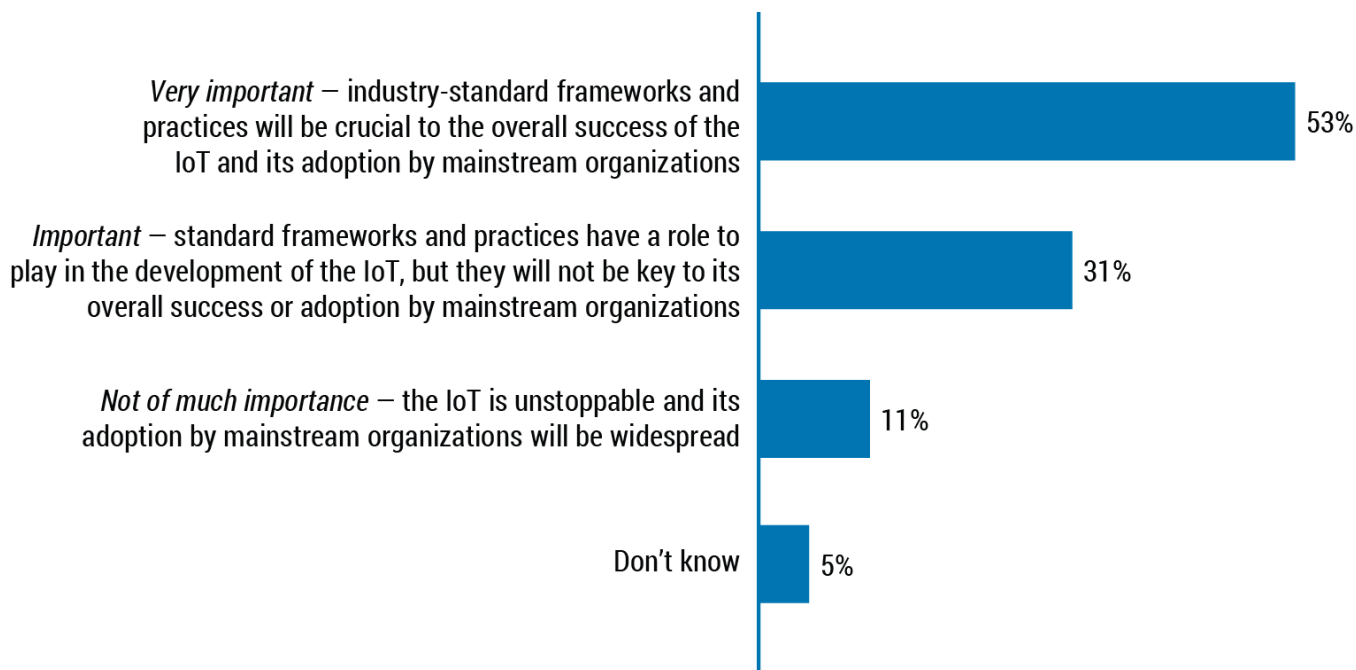 Very important — industry-standard frameworks and
practices will be crucial to the overall success of the
IoT and its adoption by mainstream organizations
53%
Important — standard frameworks and practices have a role to
play in the development of the IoT, but they will not be key to its
overall success or adoption by mainstream organizations
31%
Not of much importance — the IoT is unstoppable and its
adoption by mainstream organizations will be widespread
11%
Don’t know
5%